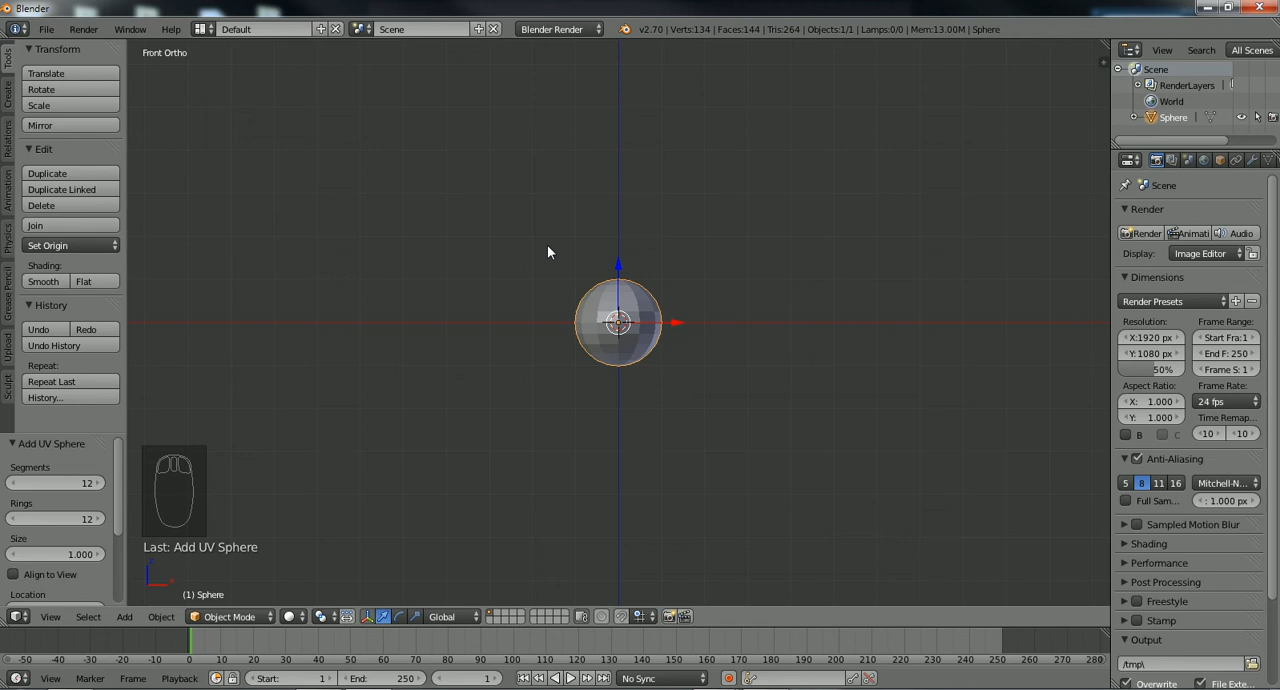 Blender
File Render Window Help Default Scene Blender Render v2.70 | Verts:134 | Faces:144 | Tris:264 | Objects:1/1 | Lamps:0/0 | Mem:13.00M | Sphere
Tools
Create
Relations
Animation
Physics
Grease Pencil
Upload
Sculpt
Transform
Translate
Rotate
Scale
Mirror
Edit
Duplicate
Duplicate Linked
Delete
Join
Set Origin
Shading:
Smooth Flat
History
Undo Redo
Undo History
Repeat:
Repeat Last
History...
Add UV Sphere
Segments
12
Rings
12
Size
1.000
Align to View
Location
Front Ortho
Last: Add UV Sphere
(1) Sphere
View Select Add Object Object Mode Global
-50 -40 -30 -20 -10 0 10 20 30 40 50 60 70 80 90 100 110 120 130 140 150 160 170 180 190 200 210 220 230 240 250 260 270 280
View Marker Frame Playback Start: 1 End: 250 1 No Sync
View Search All Scenes
Scene
RenderLayers
World
Sphere
Scene
Render
Render Animati Audio
Display: Image Editor
Dimensions
Render Presets
Resolution: Frame Range:
X:1920 px Start Fra:1
Y:1080 px End F: 250
50% Frame S: 1
Aspect Ratio: Frame Rate:
X: 1.000 24 fps
Y: 1.000 Time Remap...
B C 10 10
Anti-Aliasing
5 8 11 16 Mitchell-N...
Full Sam... : 1.000 px
Sampled Motion Blur
Shading
Performance
Post Processing
Freestyle
Stamp
Output
/tmp\
Overwrite File Exte...